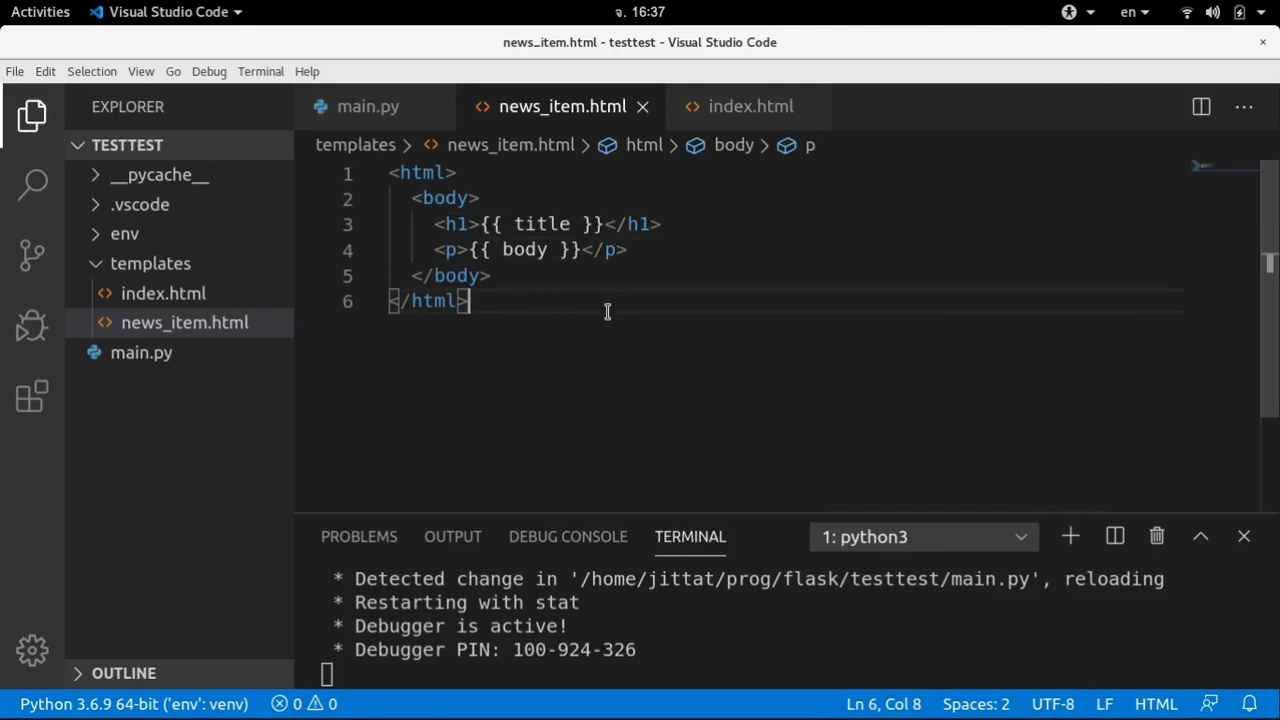 Activities Visual Studio Code จ. 16:37 en
news_item.html - testtest - Visual Studio Code ×
File Edit Selection View Go Debug Terminal Help
EXPLORER
main.py news_item.html index.html
TESTTEST
templates > news_item.html > html > body > p
__pycache__
.vscode
env
templates
index.html
news_item.html
main.py
1 <html>
2 <body>
3 <h1>{{ title }}</h1>
4 <p>{{ body }}</p>
5 </body>
6 </html>
PROBLEMS OUTPUT DEBUG CONSOLE TERMINAL 1: python3
* Detected change in '/home/jittat/prog/flask/testtest/main.py', reloading
* Restarting with stat
* Debugger is active!
* Debugger PIN: 100-924-326
OUTLINE
Python 3.6.9 64-bit ('env': venv) 0 0 Ln 6, Col 8 Spaces: 2 UTF-8 LF HTML